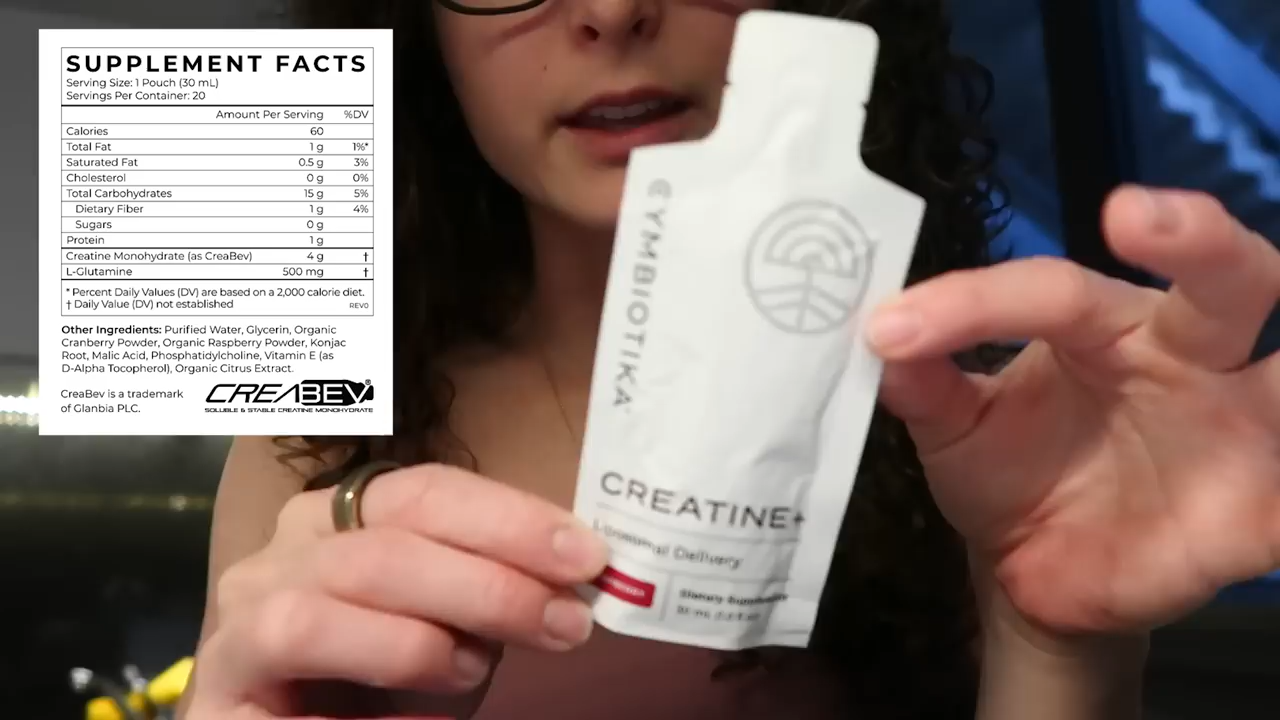 SUPPLEMENT FACTS
Serving Size: 1 Pouch (30 mL)
Servings Per Container: 20
Amount Per Serving %DV
Calories 60
Total Fat 1 g 1%*
Saturated Fat 0.5 g 3%
Cholesterol 0 g 0%
Total Carbohydrates 15 g 5%
Dietary Fiber 1 g 4%
Sugars 0 g
Protein 1 g
Creatine Monohydrate (as CreaBev) 4 g †
L-Glutamine 500 mg †
* Percent Daily Values (DV) are based on a 2,000 calorie diet.
† Daily Value (DV) not established REV0
Other Ingredients: Purified Water, Glycerin, Organic
Cranberry Powder, Organic Raspberry Powder, Konjac
Root, Malic Acid, Phosphatidylcholine, Vitamin E (as
D-Alpha Tocopherol), Organic Citrus Extract.
CreaBev is a trademark
of Glanbia PLC.
CREABEV®
SOLUBLE & STABLE CREATINE MONOHYDRATE
CYMBIOTIKA
CREATINE+
Liposomal Delivery
Dietary Supplement
30 mL